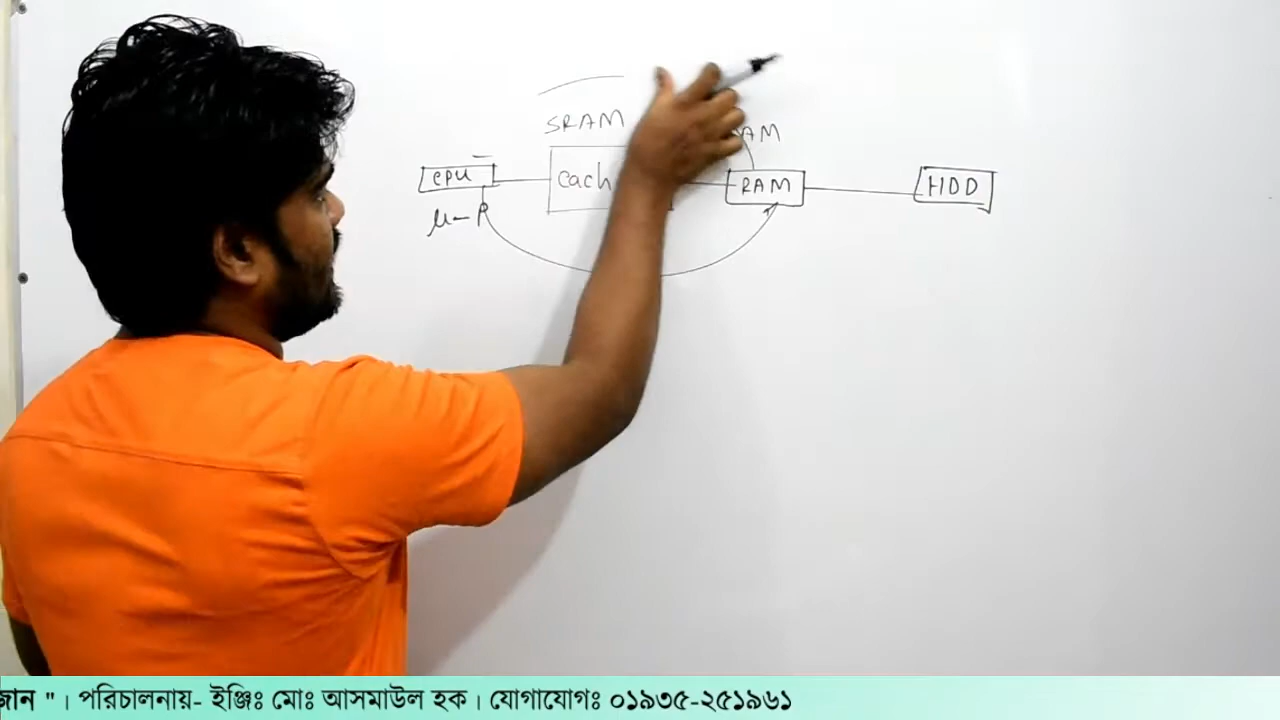 SRAM
AM
CPU
Cach
RAM
HDD
μ-P
জান "। পরিচালনায়- ইঞ্জিঃ মোঃ আসমাউল হক। যোগাযোগঃ ০১৯৩৫-২৫১৯৬১